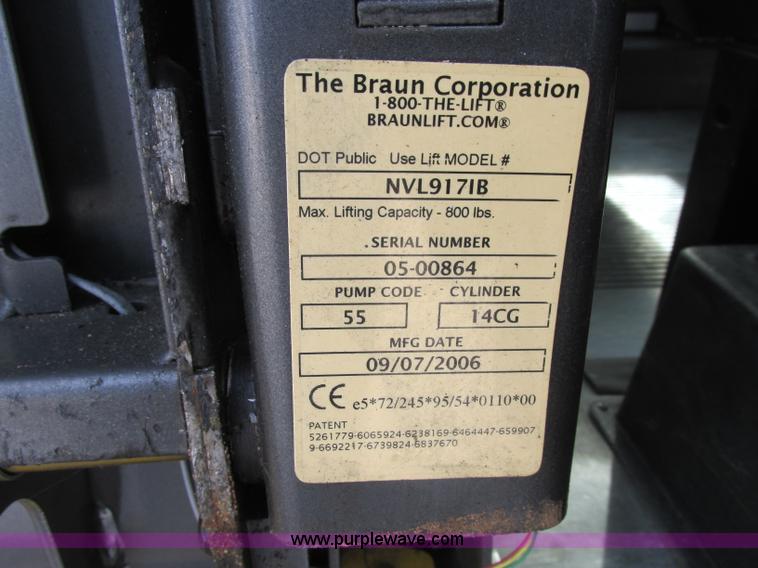 The Braun Corporation
1-800-THE-LIFT®
BRAUNLIFT.COM®
DOT Public Use Lift MODEL #
NVL917IB
Max. Lifting Capacity - 800 lbs.
.SERIAL NUMBER
05-00864
PUMP CODE CYLINDER
55 14CG
MFG DATE
09/07/2006
CE e5*72/245*95/54*0110*00
PATENT
5261779-6065924-6238169-6464447-659907
9-6692217-6739824-6837670
www.purplewave.com